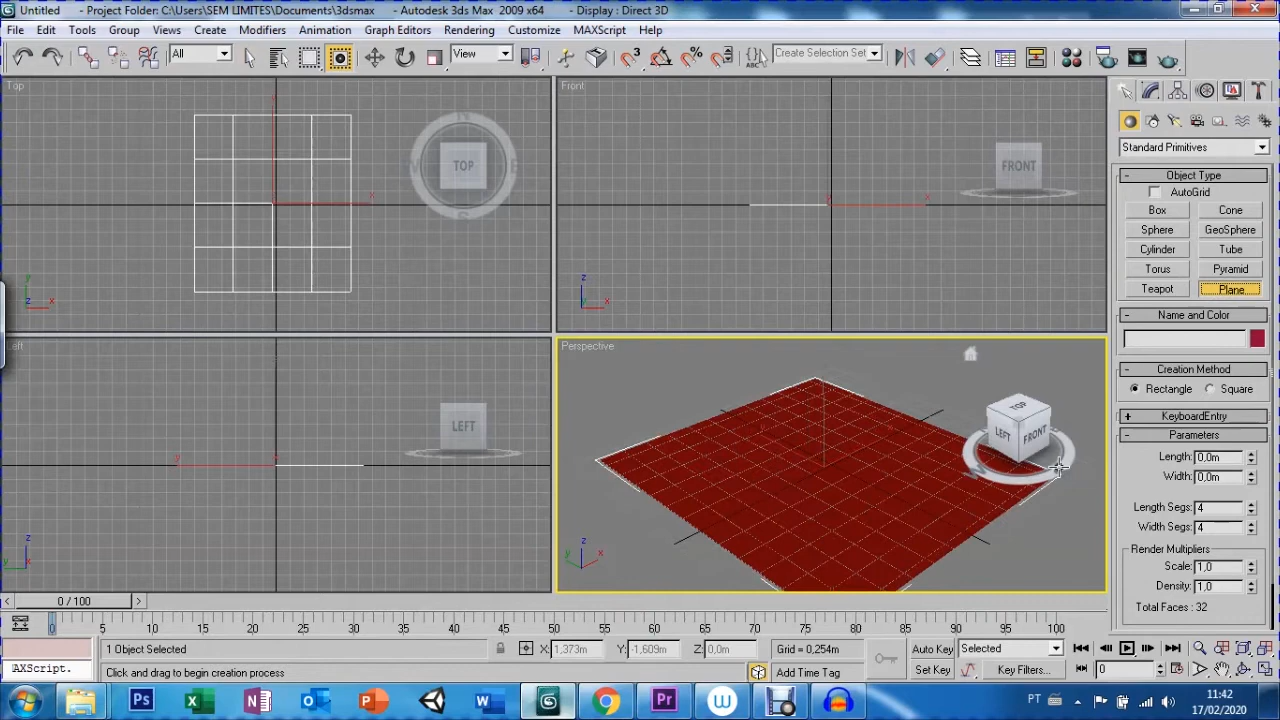 Untitled - Project Folder: C:\Users\SEM LIMITES\Documents\3dsmax - Autodesk 3ds Max 2009 x64 - Display : Direct 3D
File Edit Tools Group Views Create Modifiers Animation Graph Editors Rendering Customize MAXScript Help
All View Create Selection Set
Top Front
TOP FRONT
N
S
x
y
z
Standard Primitives
Object Type
AutoGrid
Box Cone
Sphere GeoSphere
Cylinder Tube
Torus Pyramid
Teapot Plane
Name and Color
Left Perspective
LEFT
TOP
LEFT FRONT
Creation Method
Rectangle Square
KeyboardEntry
Parameters
Length: 0,0m
Width: 0,0m
Length Segs: 4
Width Segs: 4
Render Multipliers
Scale: 1,0
Density: 1,0
Total Faces : 32
0 / 100
0 5 10 15 20 25 30 35 40 45 50 55 60 65 70 75 80 85 90 95 100
1 Object Selected X: 1,373m Y: -1,609m Z: 0,0m Grid = 0,254m Auto Key Selected
AXScript. Click and drag to begin creation process Add Time Tag Set Key Key Filters... 0
PT 11:42
17/02/2020